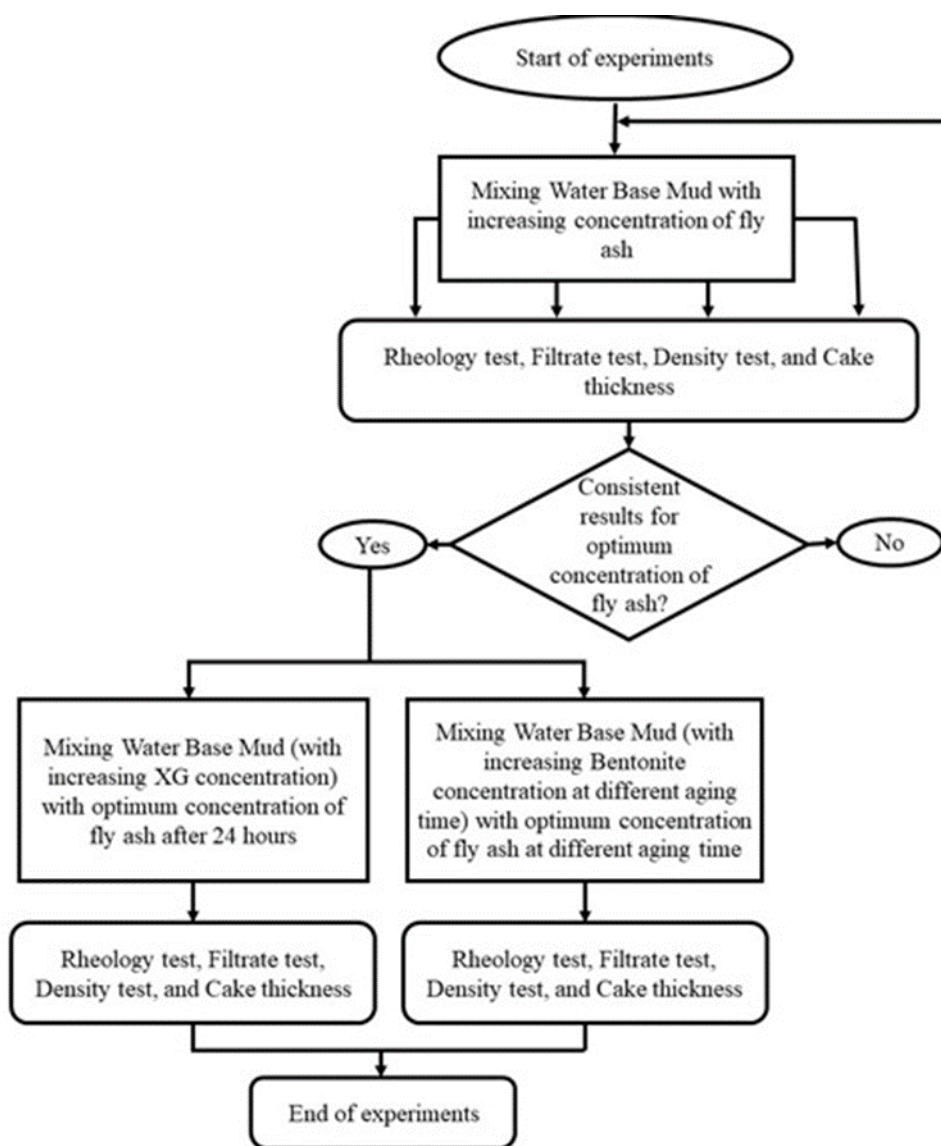 Start of experiments
Mixing Water Base Mud with
increasing concentration of fly
ash
Rheology test, Filtrate test, Density test, and Cake
thickness
Consistent
results for
optimum
concentration of
fly ash?
Yes
No
Mixing Water Base Mud (with
increasing XG concentration)
with optimum concentration of
fly ash after 24 hours
Mixing Water Base Mud (with
increasing Bentonite
concentration at different aging
time) with optimum concentration
of fly ash at different aging time
Rheology test, Filtrate test,
Density test, and Cake thickness
Rheology test, Filtrate test,
Density test, and Cake thickness
End of experiments